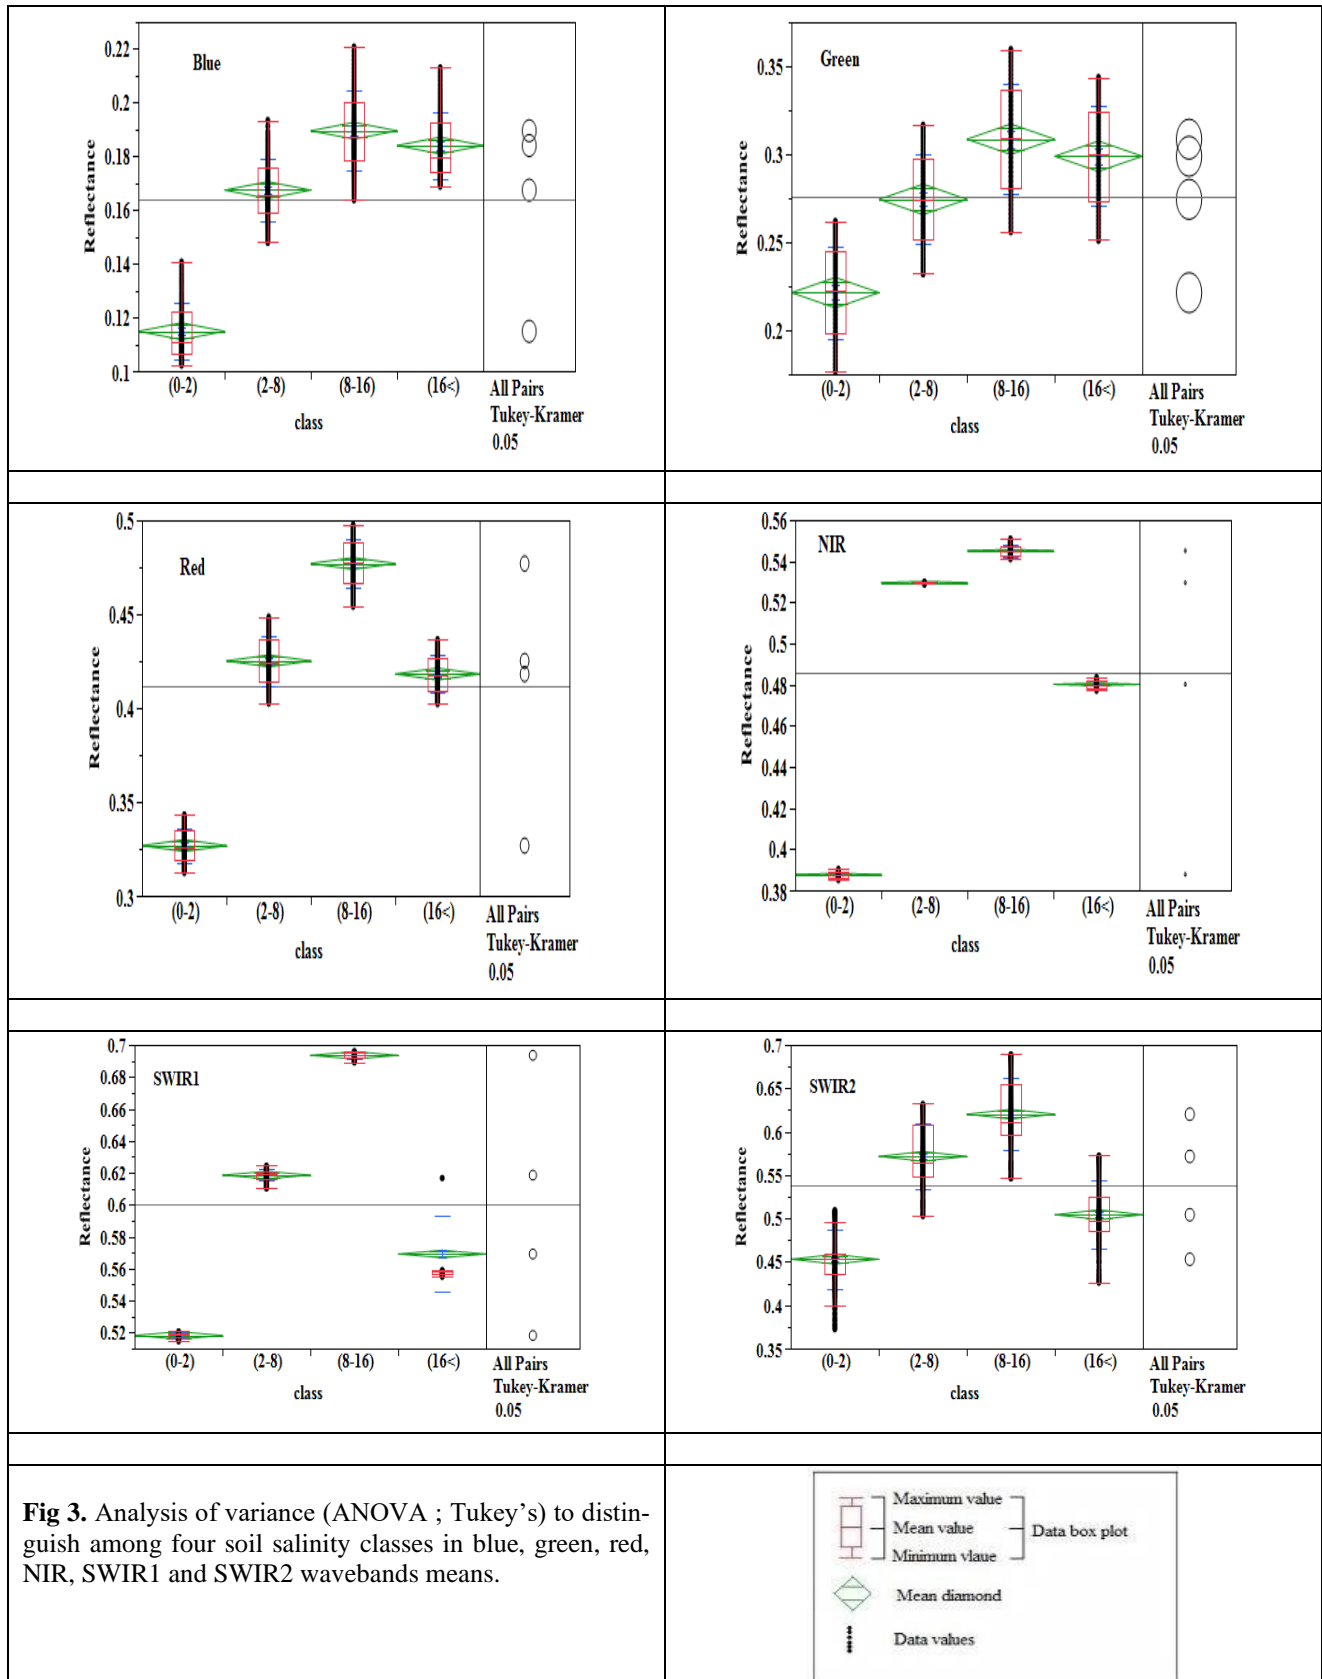 Blue
Reflectance
0.22
0.2
0.18
0.16
0.14
0.12
0.1
(0-2) (2-8) (8-16) (16<)
class
All Pairs
Tukey-Kramer
0.05
Green
Reflectance
0.35
0.3
0.25
0.2
(0-2) (2-8) (8-16) (16<)
class
All Pairs
Tukey-Kramer
0.05
Red
Reflectance
0.5
0.45
0.4
0.35
0.3
(0-2) (2-8) (8-16) (16<)
class
All Pairs
Tukey-Kramer
0.05
NIR
Reflectance
0.56
0.54
0.52
0.5
0.48
0.46
0.44
0.42
0.4
0.38
(0-2) (2-8) (8-16) (16<)
class
All Pairs
Tukey-Kramer
0.05
SWIR1
Reflectance
0.7
0.68
0.66
0.64
0.62
0.6
0.58
0.56
0.54
0.52
(0-2) (2-8) (8-16) (16<)
class
All Pairs
Tukey-Kramer
0.05
SWIR2
Reflectance
0.7
0.65
0.6
0.55
0.5
0.45
0.4
0.35
(0-2) (2-8) (8-16) (16<)
class
All Pairs
Tukey-Kramer
0.05
Fig 3. Analysis of variance (ANOVA ; Tukey's) to distin-
guish among four soil salinity classes in blue, green, red,
NIR, SWIR1 and SWIR2 wavebands means.
Maximum value
Mean value
Minimum vlaue
Data box plot
Mean diamond
Data values